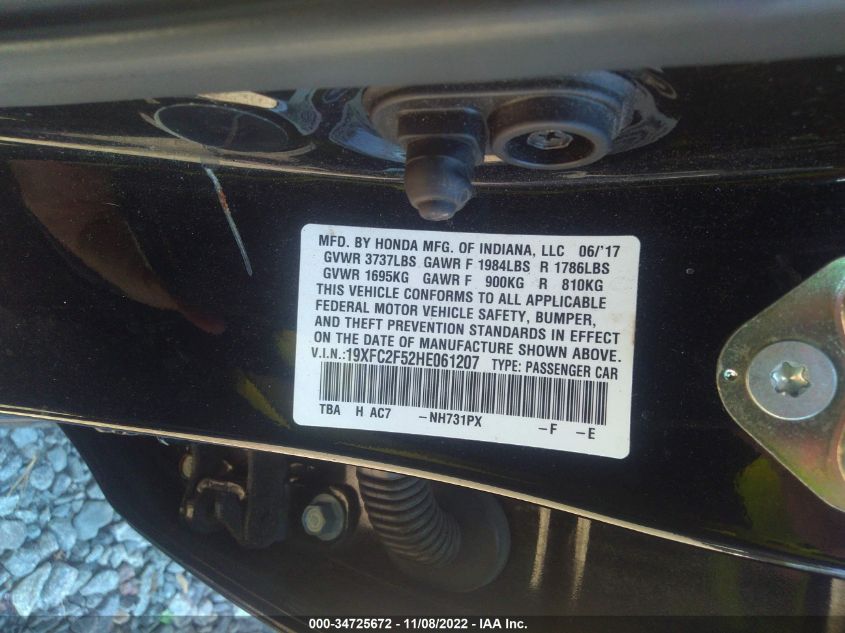 MFD. BY HONDA MFG. OF INDIANA, LLC 06/'17
GVWR 3737LBS GAWR F 1984LBS R 1786LBS
GVWR 1695KG GAWR F 900KG R 810KG
THIS VEHICLE CONFORMS TO ALL APPLICABLE
FEDERAL MOTOR VEHICLE SAFETY, BUMPER,
AND THEFT PREVENTION STANDARDS IN EFFECT
ON THE DATE OF MANUFACTURE SHOWN ABOVE.
V.I.N.:19XFC2F52HE061207 TYPE: PASSENGER CAR
TBA H AC7 -NH731PX -F -E
000-34725672 - 11/08/2022 - IAA Inc.